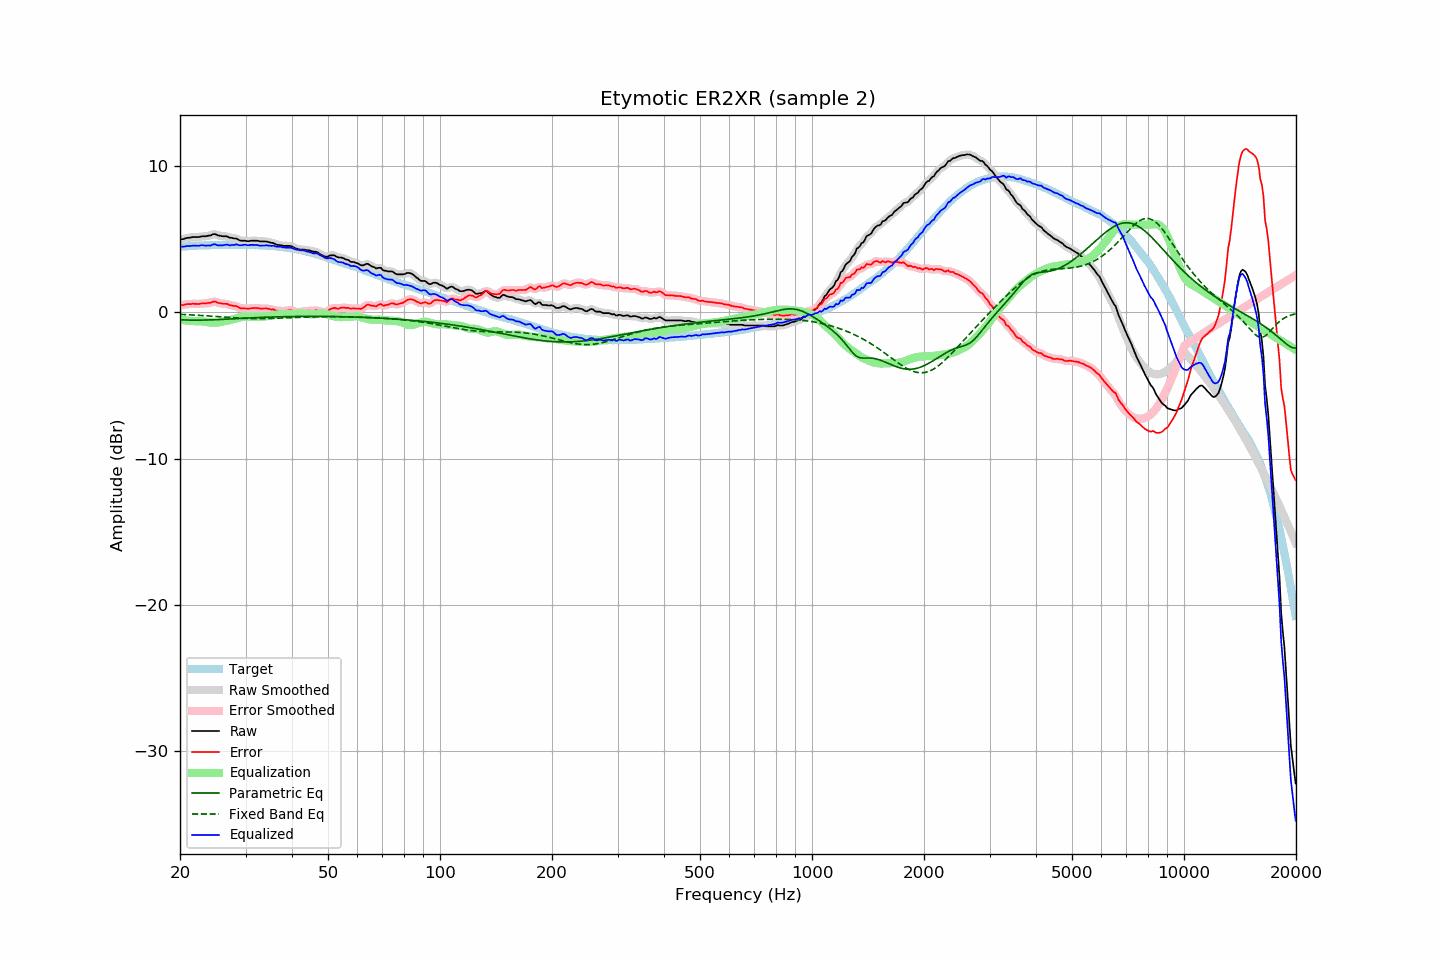 Etymotic ER2XR (sample 2)
10
0
−10
−20
−30
Amplitude (dBr)
Target
Raw Smoothed
Error Smoothed
Raw
Error
Equalization
Parametric Eq
Fixed Band Eq
Equalized
20 50 100 200 500 1000 2000 5000 10000 20000
Frequency (Hz)